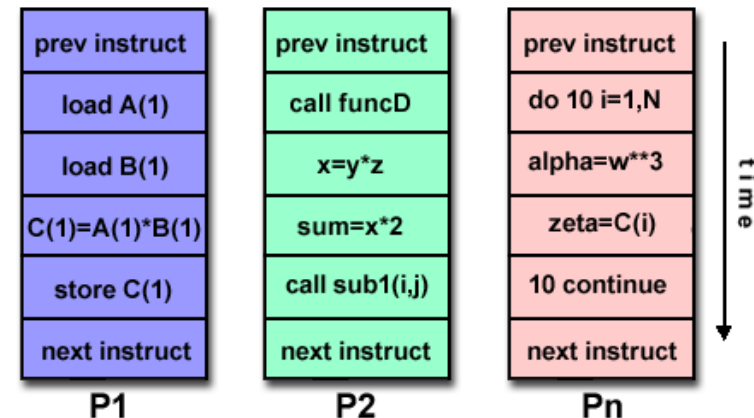 prev instruct
load A(1)
load B(1)
C(1)=A(1)*B(1)
store C(1)
next instruct
P1
prev instruct
call funcD
x=y*z
sum=x*2
call sub1(i,j)
next instruct
P2
prev instruct
do 10 i=1,N
alpha=w**3
zeta=C(i)
10 continue
next instruct
Pn
time